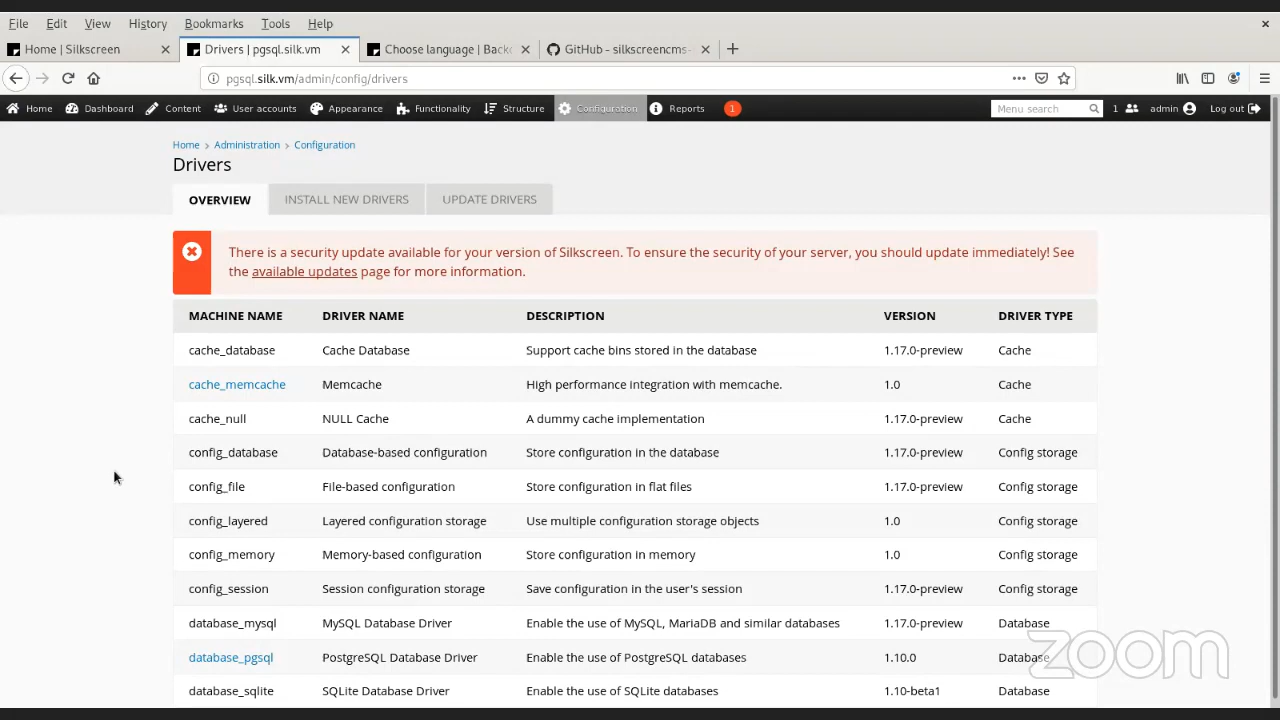 File Edit View History Bookmarks Tools Help
Home | Silkscreen Drivers | pgsql.silk.vm Choose language | Back GitHub - silkscreencms-
pgsql.silk.vm/admin/config/drivers
Home Dashboard Content User accounts Appearance Functionality Structure Configuration Reports 1 Menu search 1 admin Log out
Home › Administration › Configuration
Drivers
OVERVIEW INSTALL NEW DRIVERS UPDATE DRIVERS
There is a security update available for your version of Silkscreen. To ensure the security of your server, you should update immediately! See
the available updates page for more information.
MACHINE NAME DRIVER NAME DESCRIPTION VERSION DRIVER TYPE
cache_database Cache Database Support cache bins stored in the database 1.17.0-preview Cache
cache_memcache Memcache High performance integration with memcache. 1.0 Cache
cache_null NULL Cache A dummy cache implementation 1.17.0-preview Cache
config_database Database-based configuration Store configuration in the database 1.17.0-preview Config storage
config_file File-based configuration Store configuration in flat files 1.17.0-preview Config storage
config_layered Layered configuration storage Use multiple configuration storage objects 1.0 Config storage
config_memory Memory-based configuration Store configuration in memory 1.0 Config storage
config_session Session configuration storage Save configuration in the user's session 1.17.0-preview Config storage
database_mysql MySQL Database Driver Enable the use of MySQL, MariaDB and similar databases 1.17.0-preview Database
database_pgsql PostgreSQL Database Driver Enable the use of PostgreSQL databases 1.10.0 Database
database_sqlite SQLite Database Driver Enable the use of SQLite databases 1.10-beta1 Database
zoom